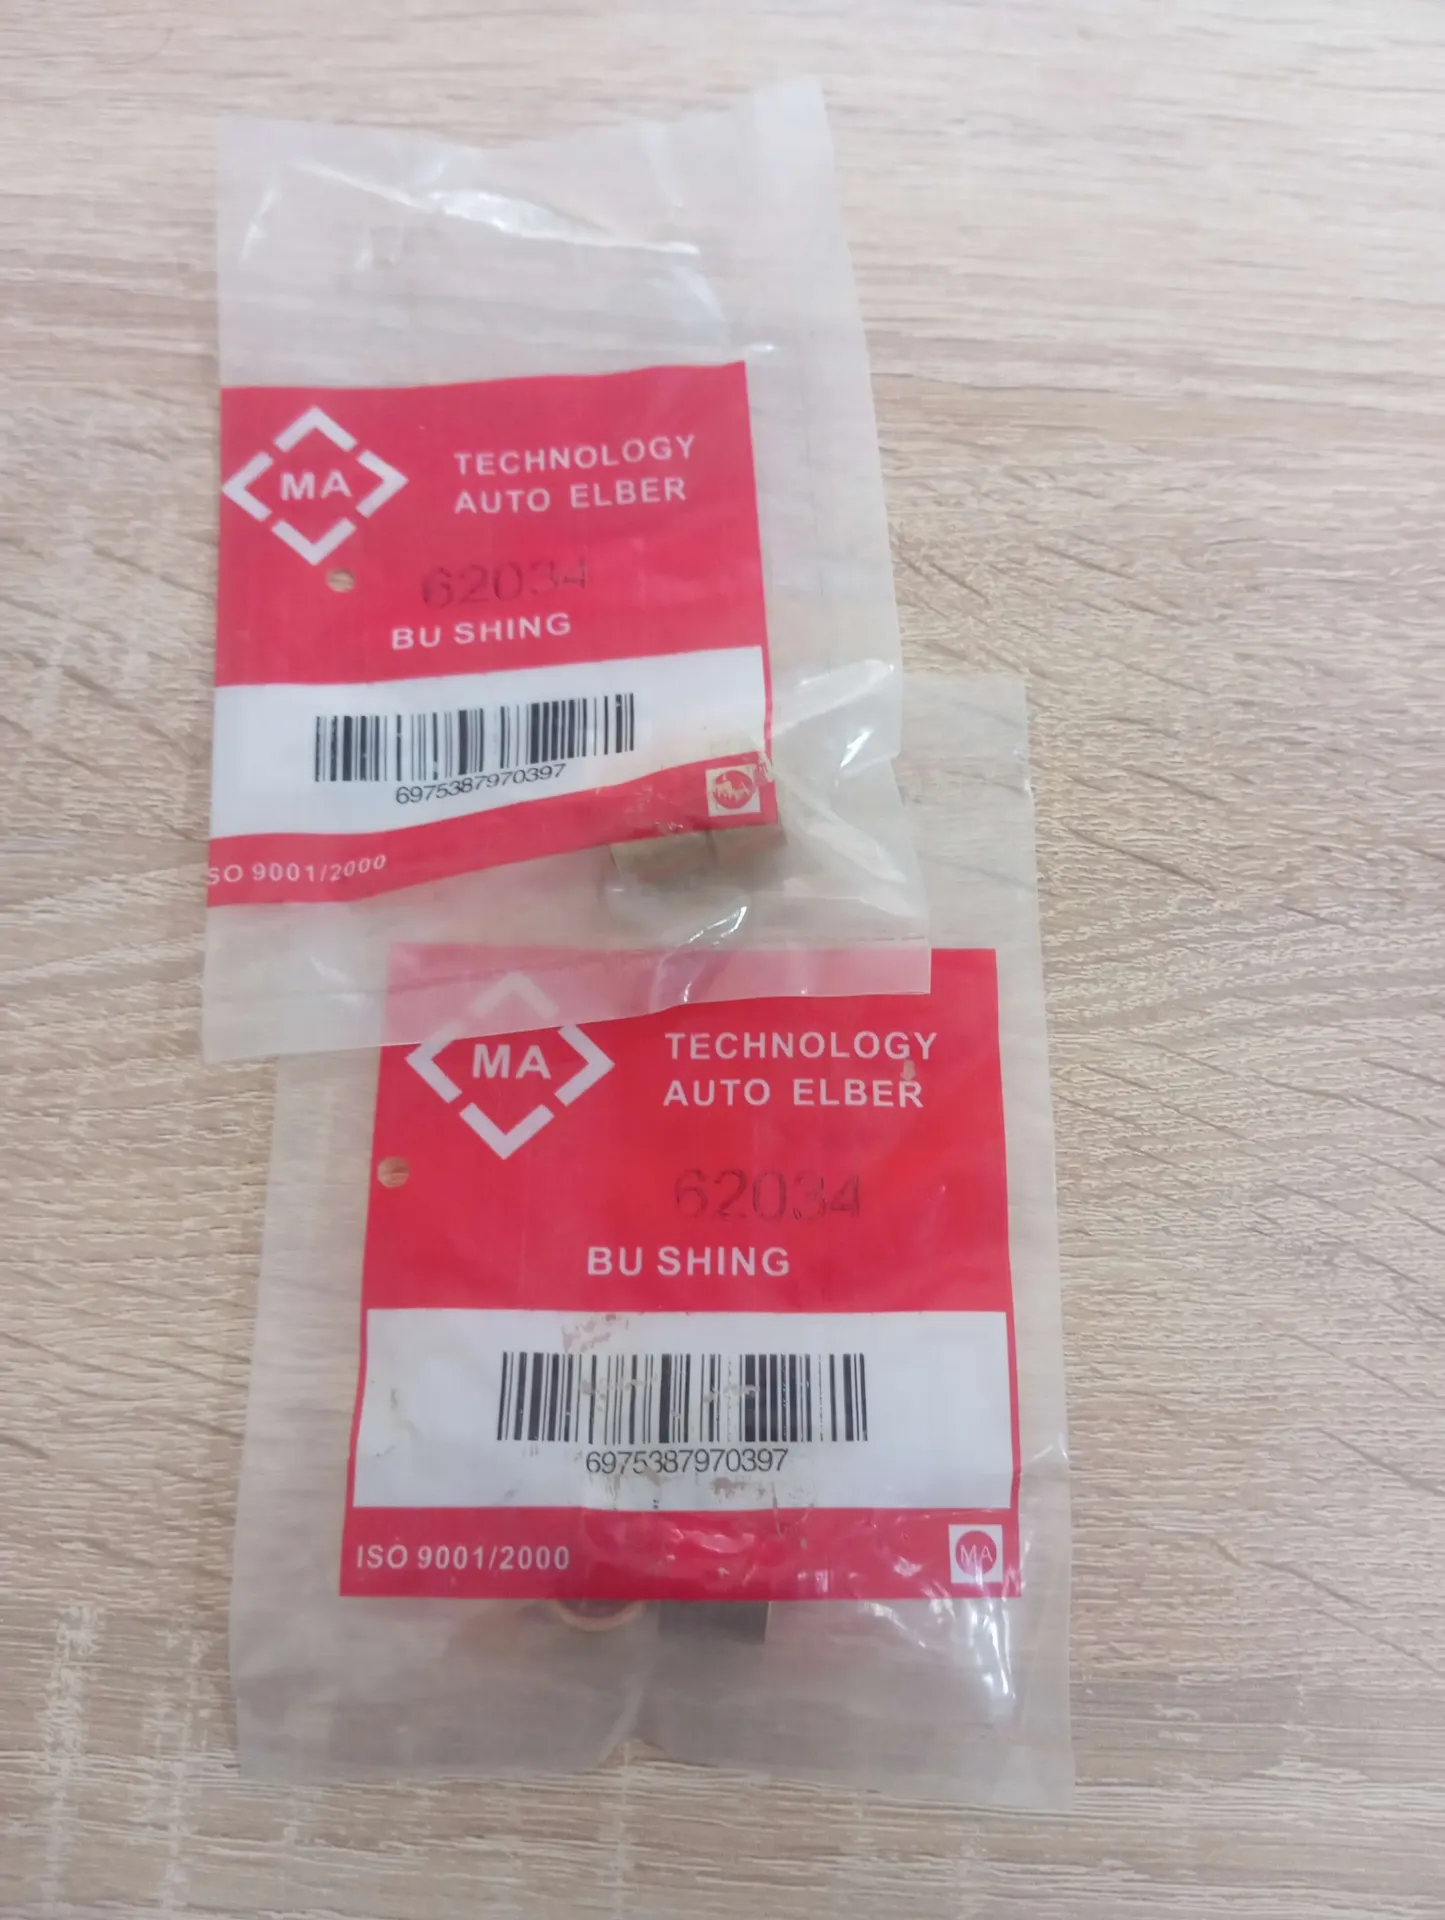 MA
TECHNOLOGY
AUTO ELBER
62034
BU SHING
6975387970397
ISO 9001/2000
MA
MA
TECHNOLOGY
AUTO ELBER
62034
BU SHING
6975387970397
ISO 9001/2000
MA